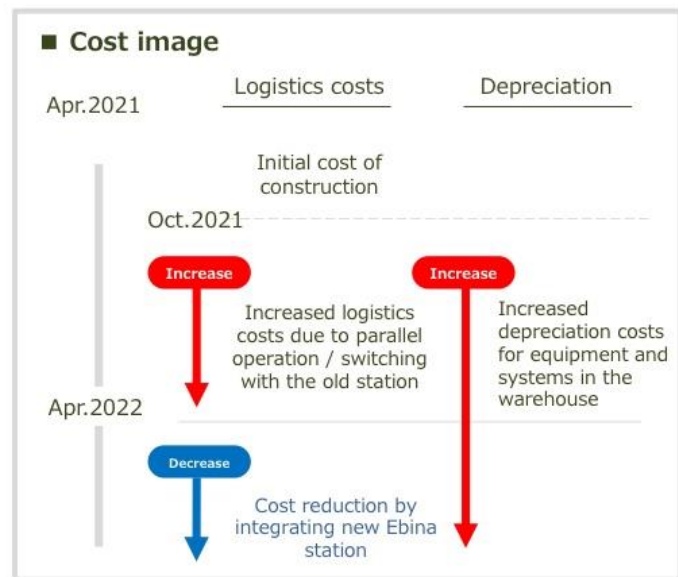 ■ Cost image
Logistics costs
Depreciation
Apr.2021
Initial cost of
construction
Oct.2021
Increase
Increase
Increased logistics
costs due to parallel
operation / switching
with the old station
Increased
depreciation costs
for equipment and
systems in the
warehouse
Apr.2022
Decrease
Cost reduction by
integrating new Ebina
station